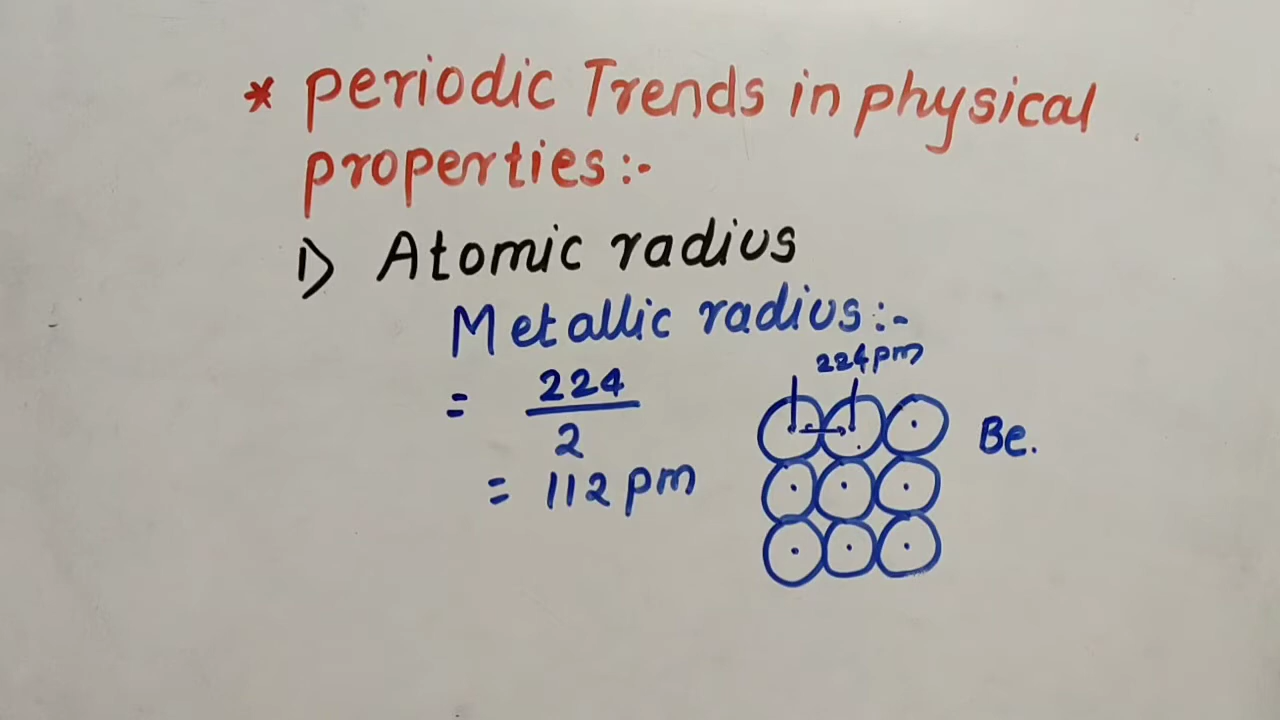 * Periodic Trends in physical
properties:-
1) Atomic radius
Metallic radius:-
224pm
= 224
2
= 112 pm
Be.